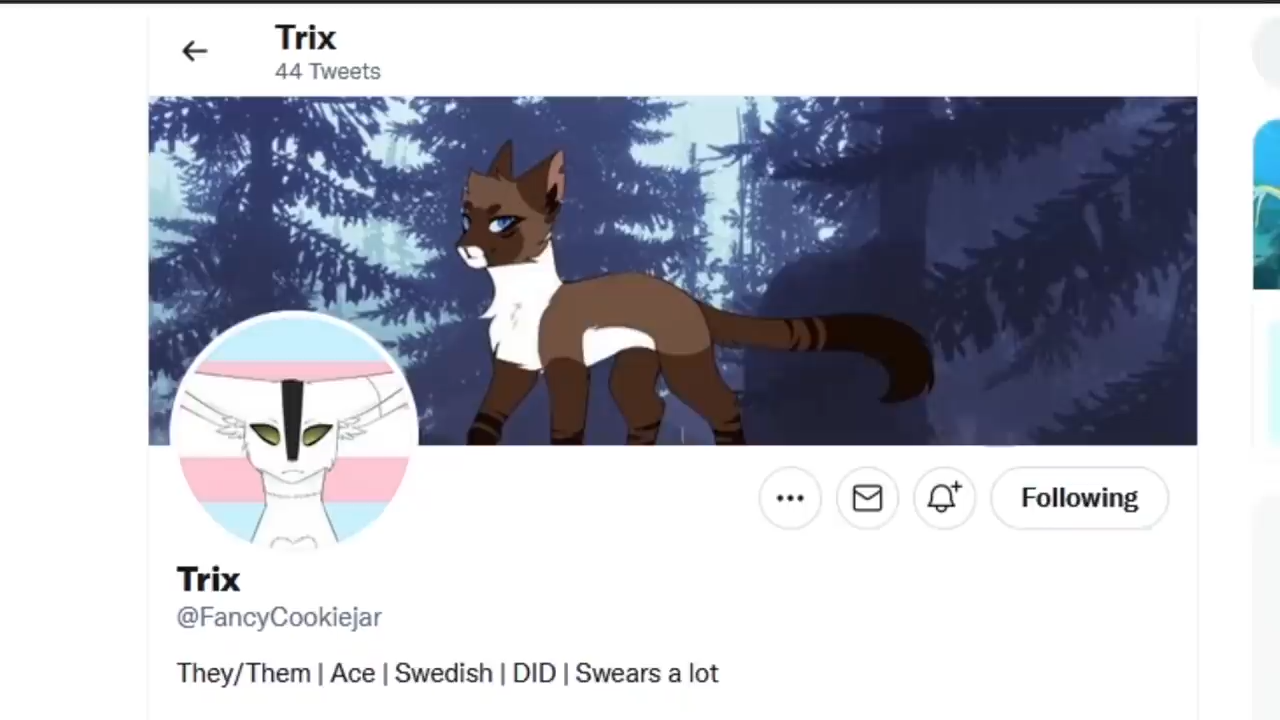 Trix
44 Tweets
Following
Trix
@FancyCookiejar
They/Them | Ace | Swedish | DID | Swears a lot